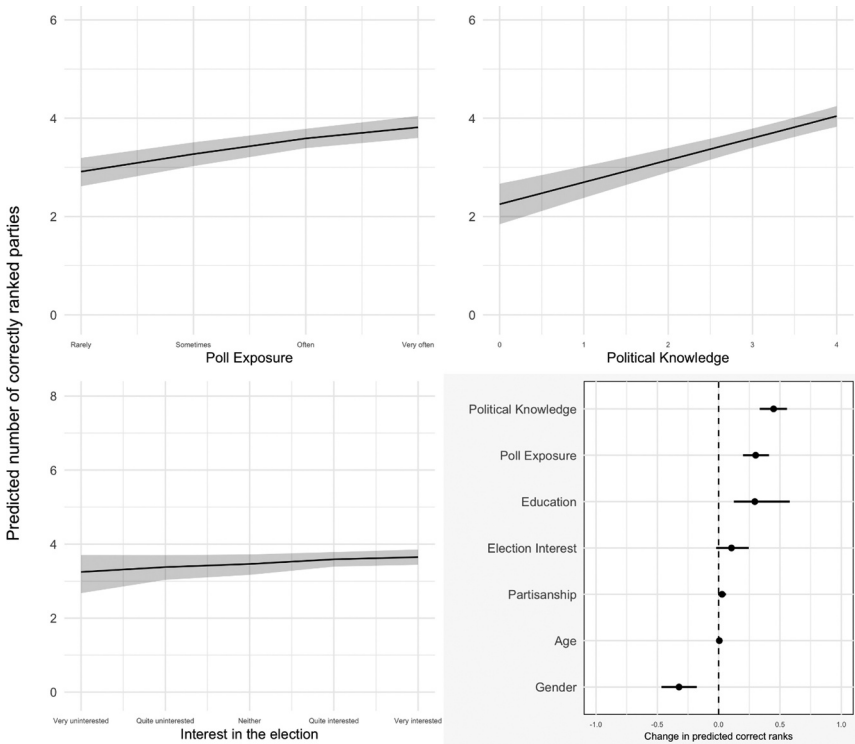 Predicted number of correctly ranked parties
6
4
2
0
Rarely Sometimes Often Very often
Poll Exposure
6
4
2
0
0 1 2 3 4
Political Knowledge
8
6
4
2
0
Very uninterested Quite uninterested Neither Quite interested Very interested
Interest in the election
Political Knowledge
Poll Exposure
Education
Election Interest
Partisanship
Age
Gender
-1.0 -0.5 0.0 0.5 1.0
Change in predicted correct ranks